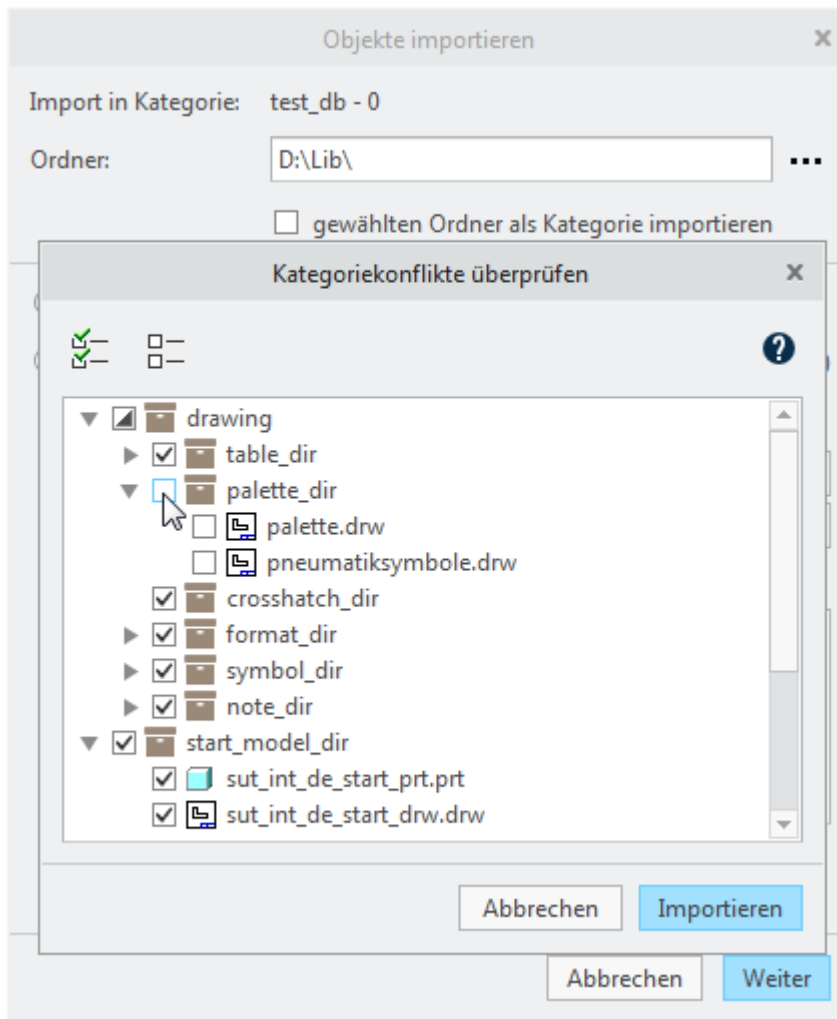 Objekte importieren
Import in Kategorie: test_db - 0
Ordner: D:\Lib\
gewählten Ordner als Kategorie importieren
Kategoriekonflikte überprüfen
drawing
table_dir
palette_dir
palette.drw
pneumatiksymbole.drw
crosshatch_dir
format_dir
symbol_dir
note_dir
start_model_dir
sut_int_de_start_prt.prt
sut_int_de_start_drw.drw
Abbrechen Importieren
Abbrechen Weiter